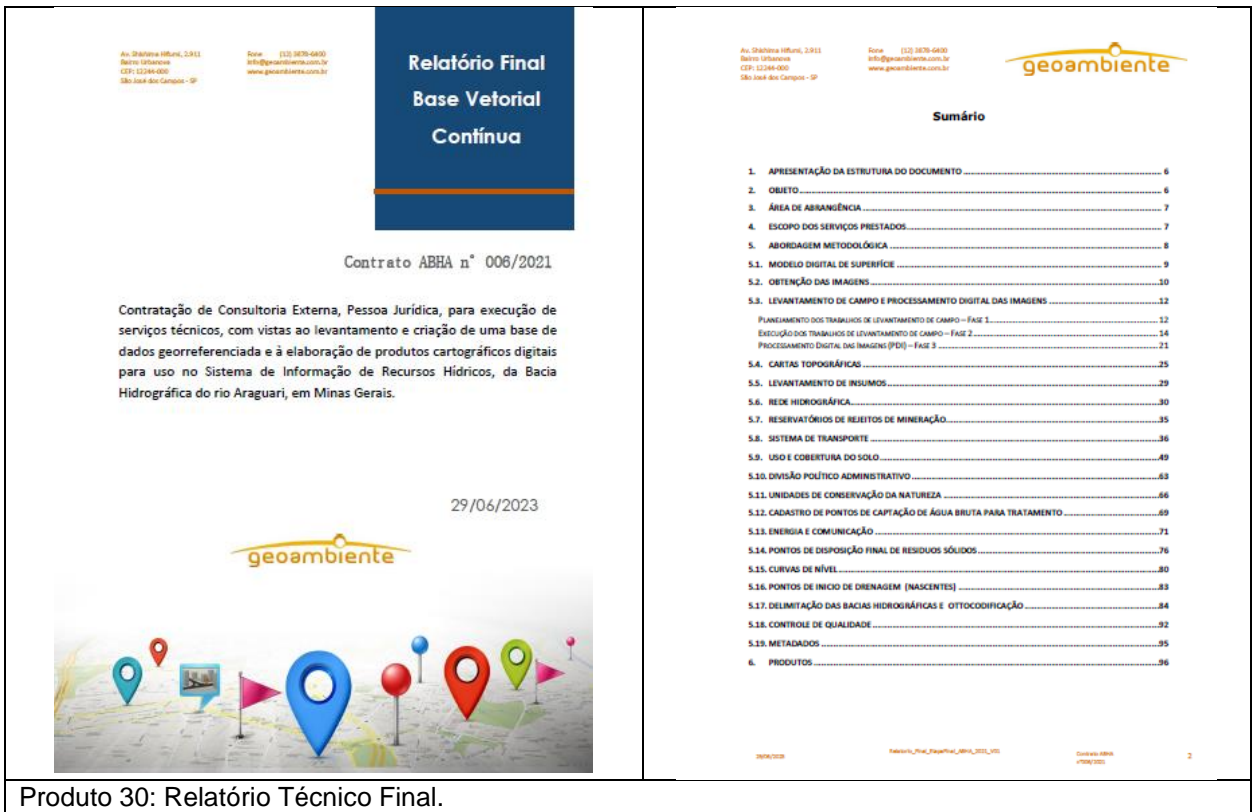 Av. Shishima Hifumi, 2.911
Bairro Urbanova
CEP: 12244-000
São José dos Campos - SP
Fone (12) 3878-6400
info@geoambiente.com.br
www.geoambiente.com.br
Relatório Final
Base Vetorial
Contínua
Contrato ABHA n° 006/2021
Contratação de Consultoria Externa, Pessoa Jurídica, para execução de
serviços técnicos, com vistas ao levantamento e criação de uma base de
dados georreferenciada e à elaboração de produtos cartográficos digitais
para uso no Sistema de Informação de Recursos Hídricos, da Bacia
Hidrográfica do rio Araguari, em Minas Gerais.
29/06/2023
geoambiente
Av. Shishima Hifumi, 2.911
Bairro Urbanova
CEP: 12244-000
São José dos Campos - SP
Fone (12) 3878-6400
info@geoambiente.com.br
www.geoambiente.com.br
geoambiente
Sumário
1. APRESENTAÇÃO DA ESTRUTURA DO DOCUMENTO 6
2. OBJETO 6
3. ÁREA DE ABRANGÊNCIA 7
4. ESCOPO DOS SERVIÇOS PRESTADOS 7
5. ABORDAGEM METODOLÓGICA 8
5.1. MODELO DIGITAL DE SUPERFÍCIE 9
5.2. OBTENÇÃO DAS IMAGENS 10
5.3. LEVANTAMENTO DE CAMPO E PROCESSAMENTO DIGITAL DAS IMAGENS 12
PLANEJAMENTO DOS TRABALHOS DE LEVANTAMENTO DE CAMPO – FASE 1 12
EXECUÇÃO DOS TRABALHOS DE LEVANTAMENTO DE CAMPO – FASE 2 14
PROCESSAMENTO DIGITAL DAS IMAGENS (PDI) – FASE 3 21
5.4. CARTAS TOPOGRÁFICAS 25
5.5. LEVANTAMENTO DE INSUMOS 29
5.6. REDE HIDROGRÁFICA 30
5.7. RESERVATÓRIOS DE REJEITOS DE MINERAÇÃO 35
5.8. SISTEMA DE TRANSPORTE 36
5.9. USO E COBERTURA DO SOLO 49
5.10. DIVISÃO POLÍTICO ADMINISTRATIVO 63
5.11. UNIDADES DE CONSERVAÇÃO DA NATUREZA 66
5.12. CADASTRO DE PONTOS DE CAPTAÇÃO DE ÁGUA BRUTA PARA TRATAMENTO 69
5.13. ENERGIA E COMUNICAÇÃO 71
5.14. PONTOS DE DISPOSIÇÃO FINAL DE RESIDUOS SÓLIDOS 76
5.15. CURVAS DE NÍVEL 80
5.16. PONTOS DE INICIO DE DRENAGEM (NASCENTES) 83
5.17. DELIMITAÇÃO DAS BACIAS HIDROGRÁFICAS E OTTOCODIFICAÇÃO 84
5.18. CONTROLE DE QUALIDADE 92
5.19. METADADOS 95
6. PRODUTOS 96
Contrato ABHA
n°006/2021
2
Produto 30: Relatório Técnico Final.